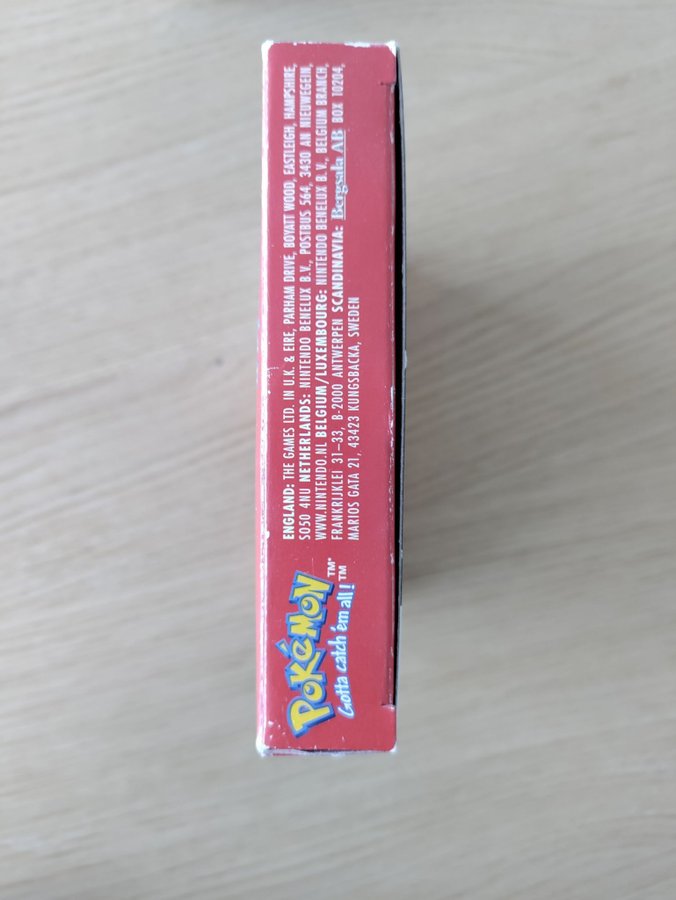 POKéMON™
Gotta catch 'em all!™
ENGLAND: THE GAMES LTD. IN U.K. & EIRE, PARHAM DRIVE, BOYATT WOOD, EASTLEIGH, HAMPSHIRE,
SO50 4NU NETHERLANDS: NINTENDO BENELUX B.V., POSTBUS 564, 3430 AN NIEUWEGEIN,
WWW.NINTENDO.NL BELGIUM/LUXEMBOURG: NINTENDO BENELUX B.V., BELGIUM BRANCH,
FRANKRIJKLEI 31-33, B-2000 ANTWERPEN SCANDINAVIA: Bergsala AB BOX 10204,
MARIOS GATA 21, 43423 KUNGSBACKA, SWEDEN